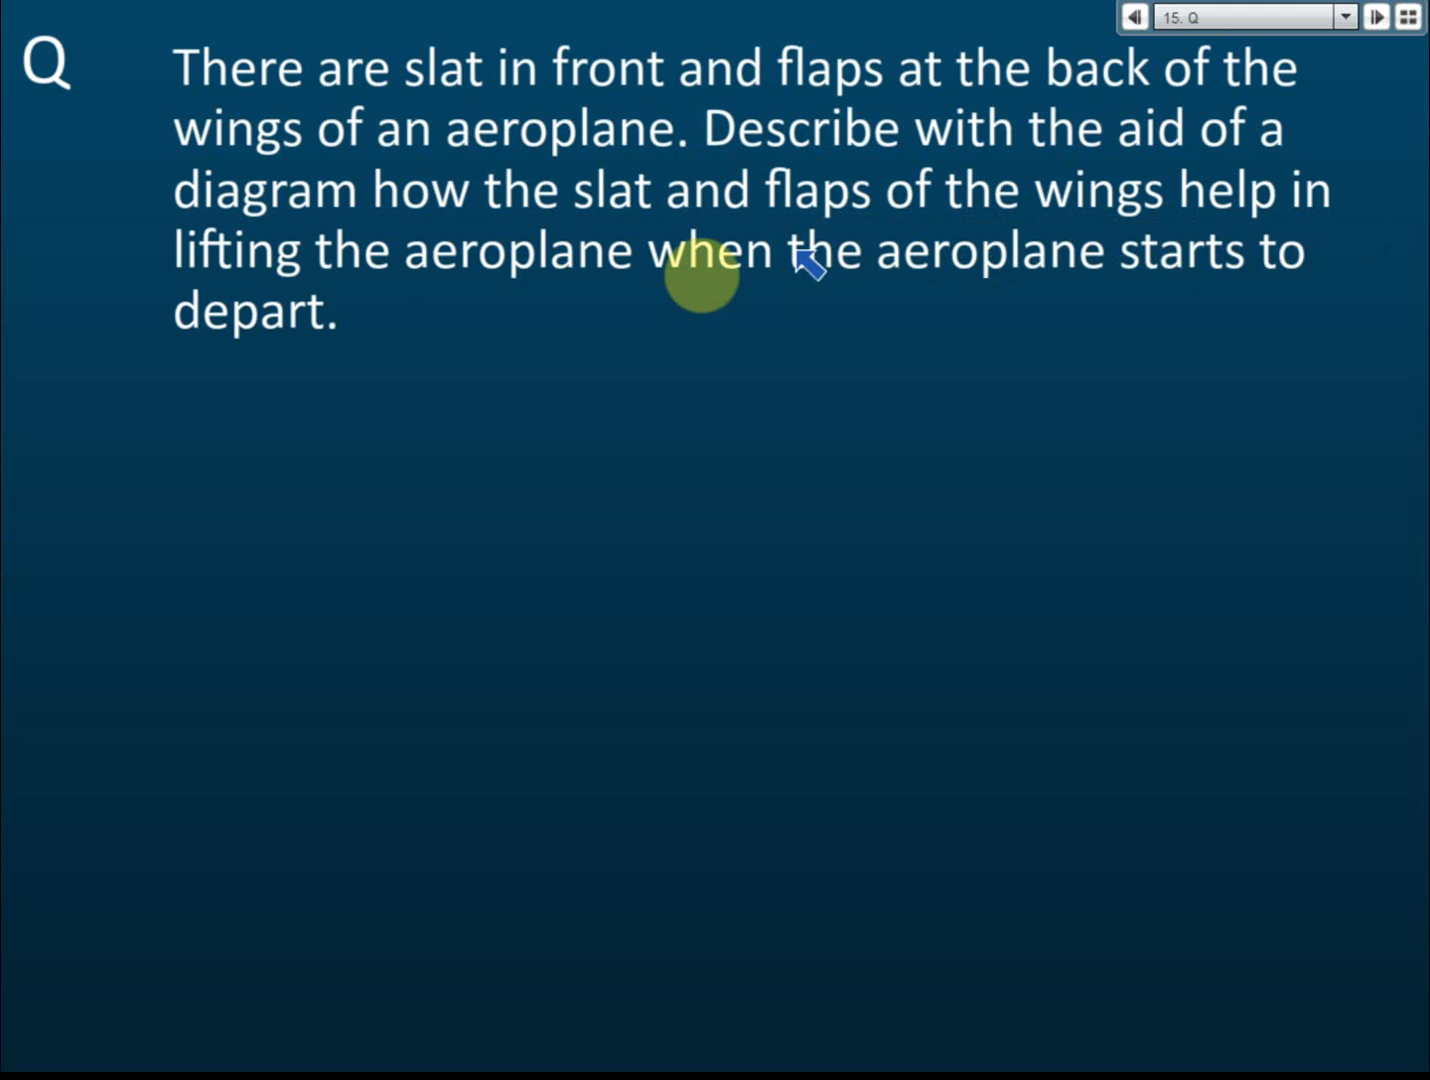 15. Q
Q
There are slat in front and flaps at the back of the
wings of an aeroplane. Describe with the aid of a
diagram how the slat and flaps of the wings help in
lifting the aeroplane when the aeroplane starts to
depart.